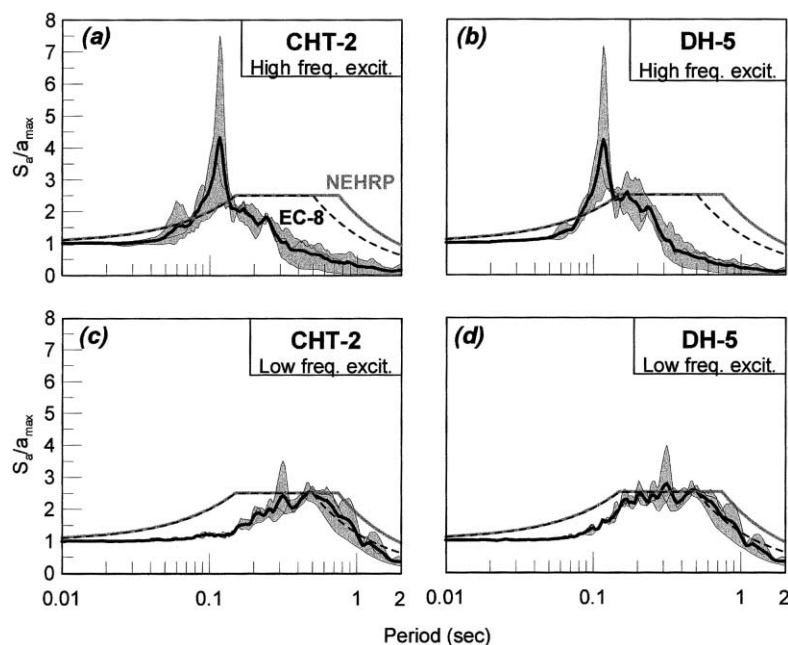 (a)
CHT-2
High freq. excit.
(b)
DH-5
High freq. excit.
8
7
6
5
4
3
2
1
0
Sa/amax
NEHRP
EC-8
(c)
CHT-2
Low freq. excit.
(d)
DH-5
Low freq. excit.
8
7
6
5
4
3
2
1
0
Sa/amax
0.01
0.1
1
2
0.01
0.1
1
2
Period (sec)